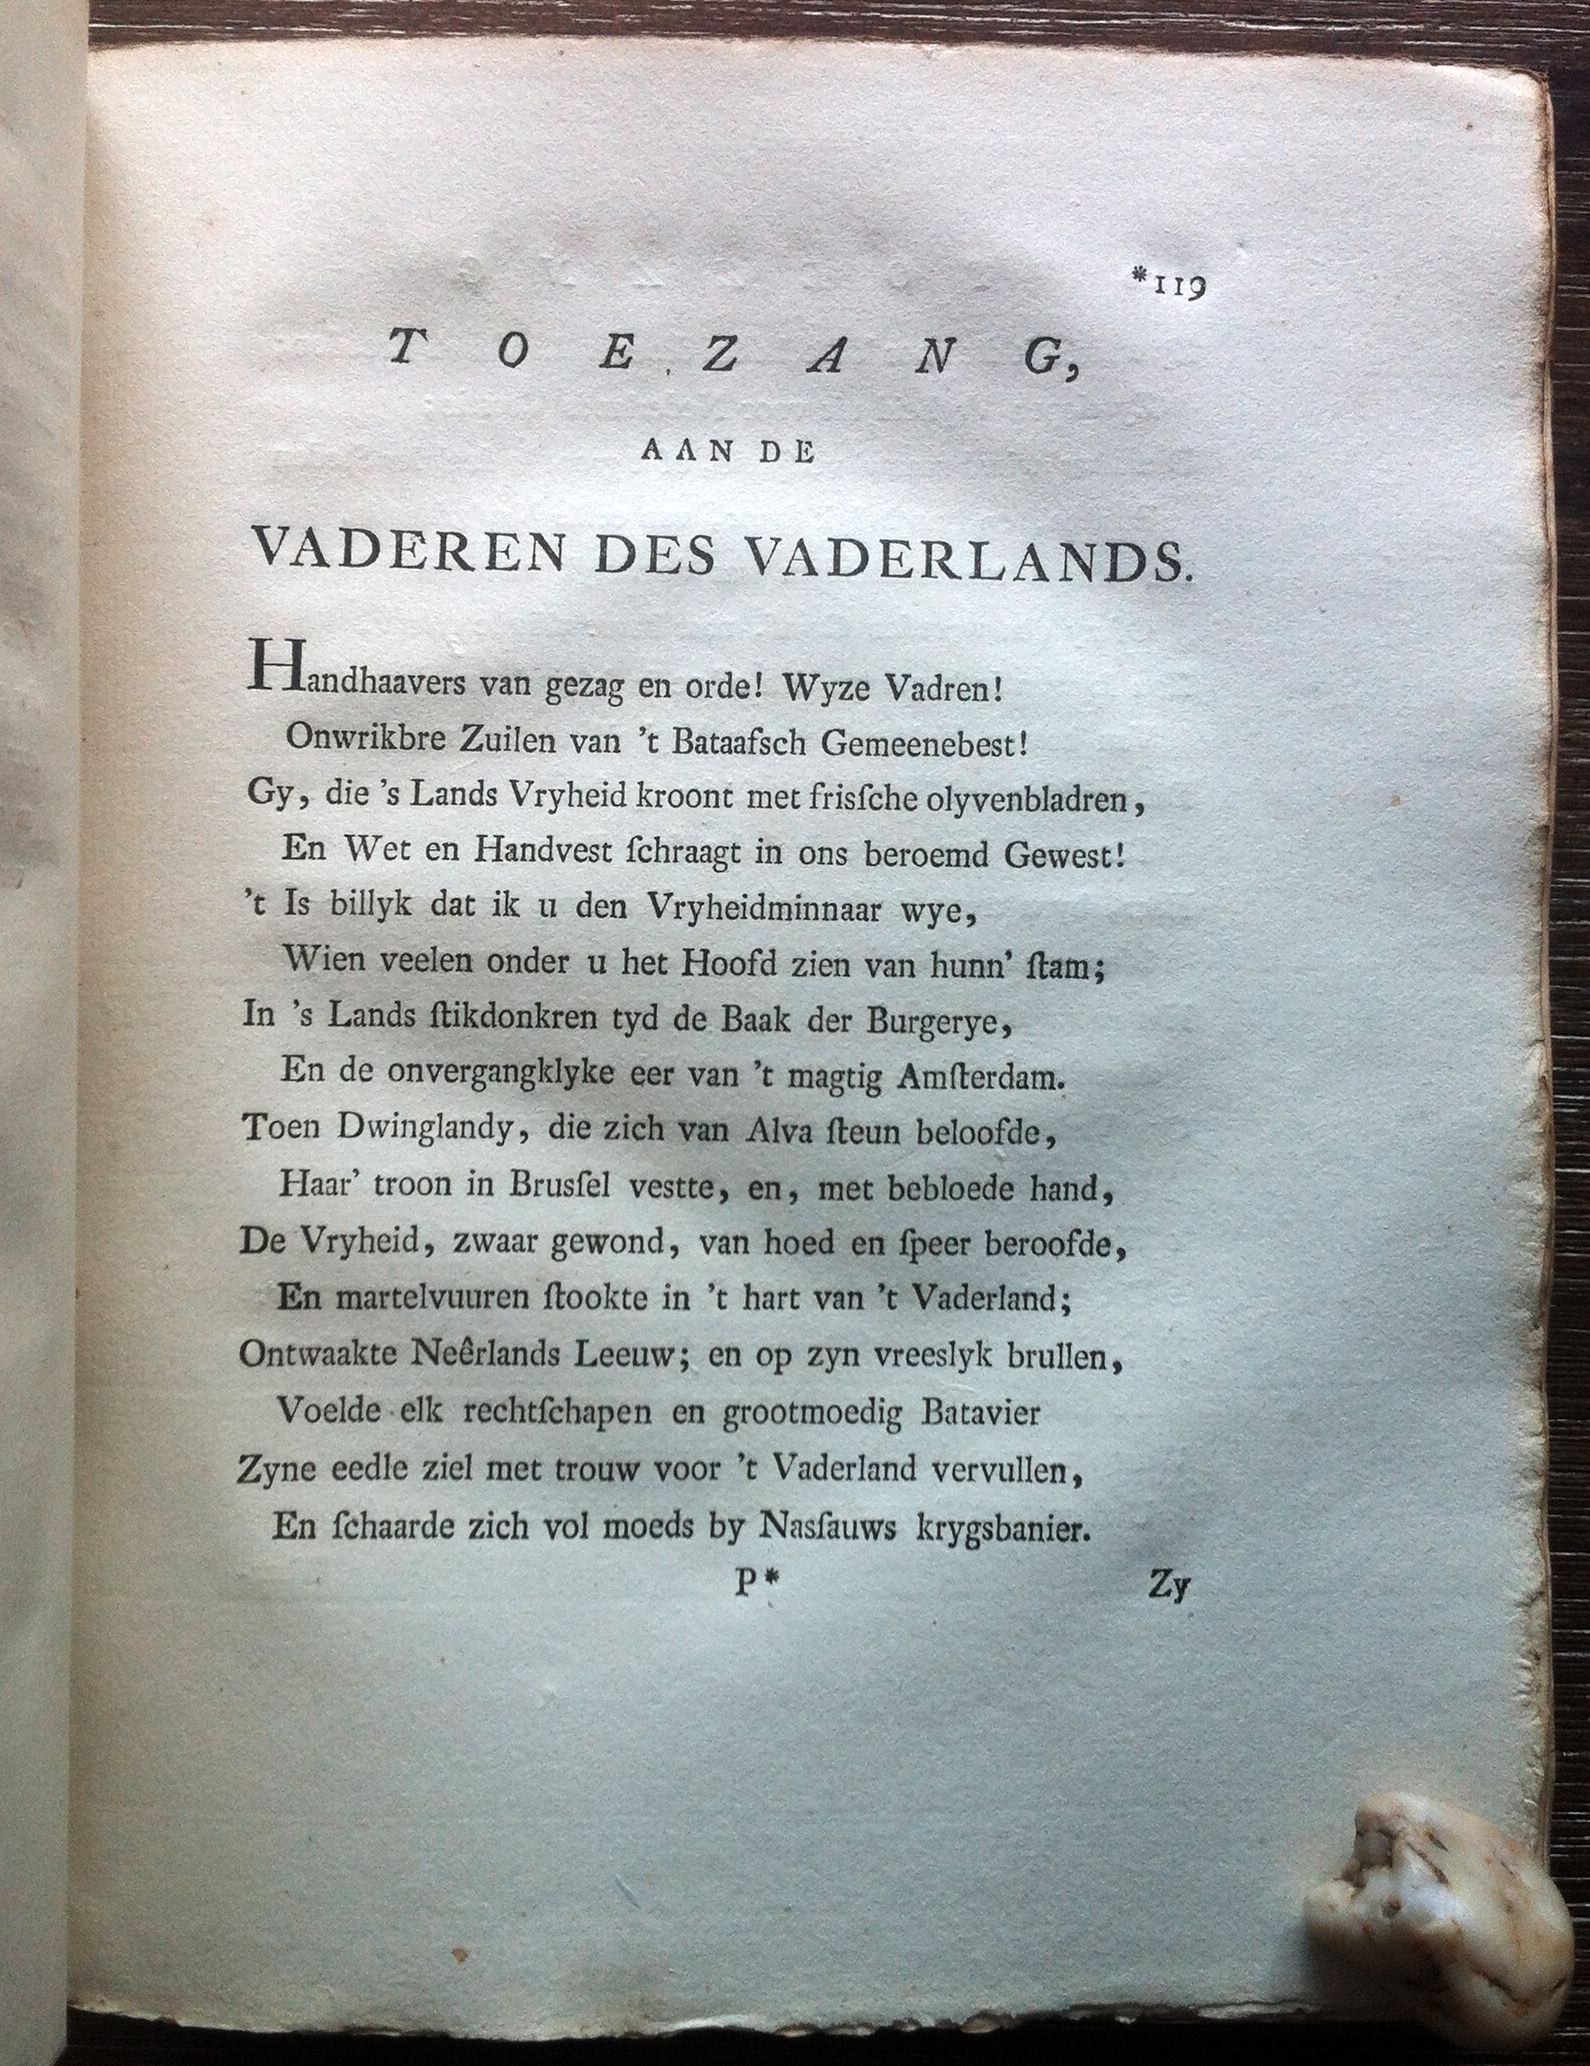 *119
TOEZANG,
AAN DE
VADEREN DES VADERLANDS.
Handhaavers van gezag en orde! Wyze Vadren!
Onwrikbre Zuilen van 't Bataafsch Gemeenebest!
Gy, die 's Lands Vryheid kroont met frisſche olyvenbladren,
En Wet en Handvest ſchraagt in ons beroemd Gewest!
't Is billyk dat ik u den Vryheidminnaar wye,
Wien veelen onder u het Hoofd zien van hunn' ſtam;
In 's Lands ſtikdonkren tyd de Baak der Burgerye,
En de onvergangklyke eer van 't magtig Amſterdam.
Toen Dwinglandy, die zich van Alva ſteun beloofde,
Haar' troon in Brusſel vestte, en, met bebloede hand,
De Vryheid, zwaar gewond, van hoed en ſpeer beroofde,
En martelvuuren ſtookte in 't hart van 't Vaderland;
Ontwaakte Neêrlands Leeuw; en op zyn vreeslyk brullen,
Voelde elk rechtſchapen en grootmoedig Batavier
Zyne eedle ziel met trouw voor 't Vaderland vervullen,
En ſchaarde zich vol moeds by Nasſauws krygsbanier.
P*
Zy